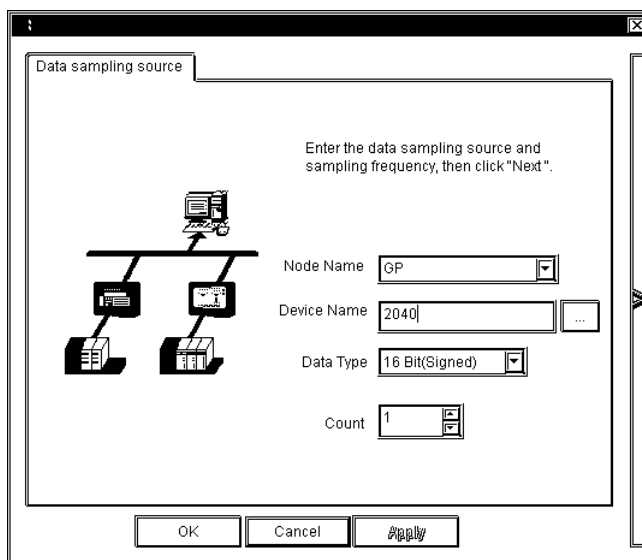 Data sampling source
Enter the data sampling source and
sampling frequency, then click "Next".
Node Name GP
Device Name 2040 ...
Data Type 16 Bit(Signed)
Count 1
OK Cancel Apply